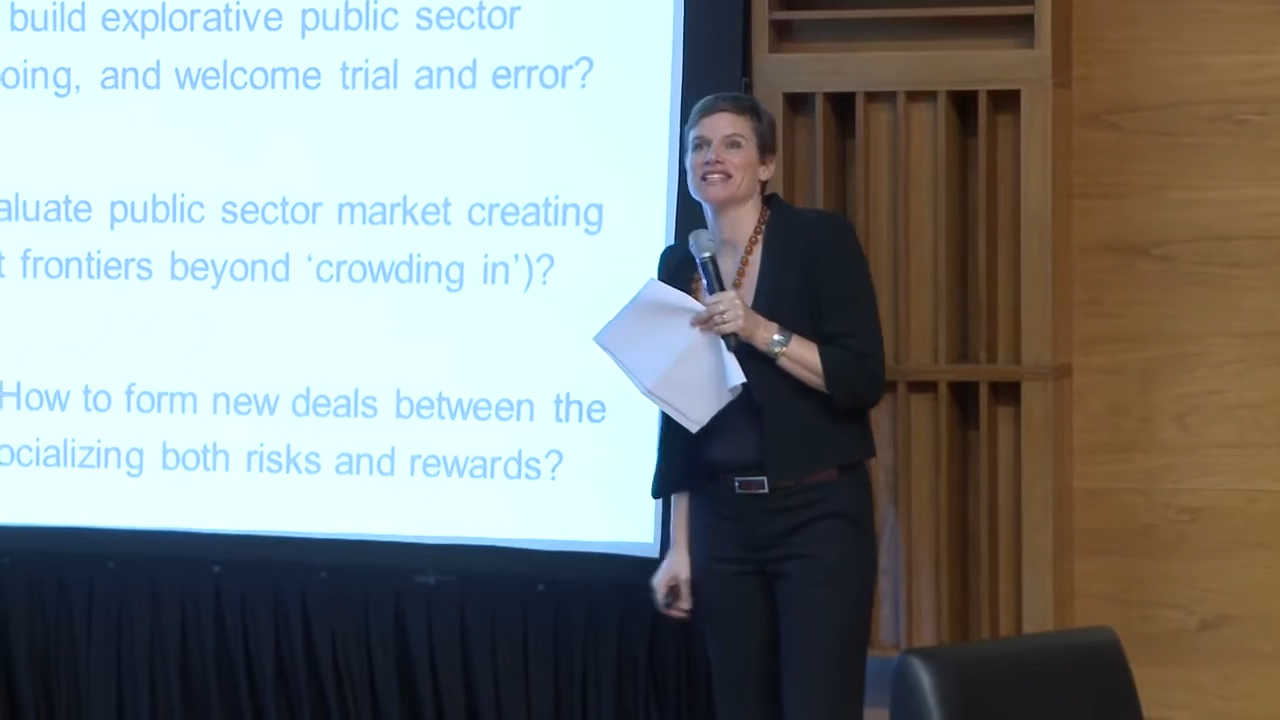 build explorative public sector
oing, and welcome trial and error?
aluate public sector market creating
t frontiers beyond ‘crowding in’)?
How to form new deals between the
ocializing both risks and rewards?